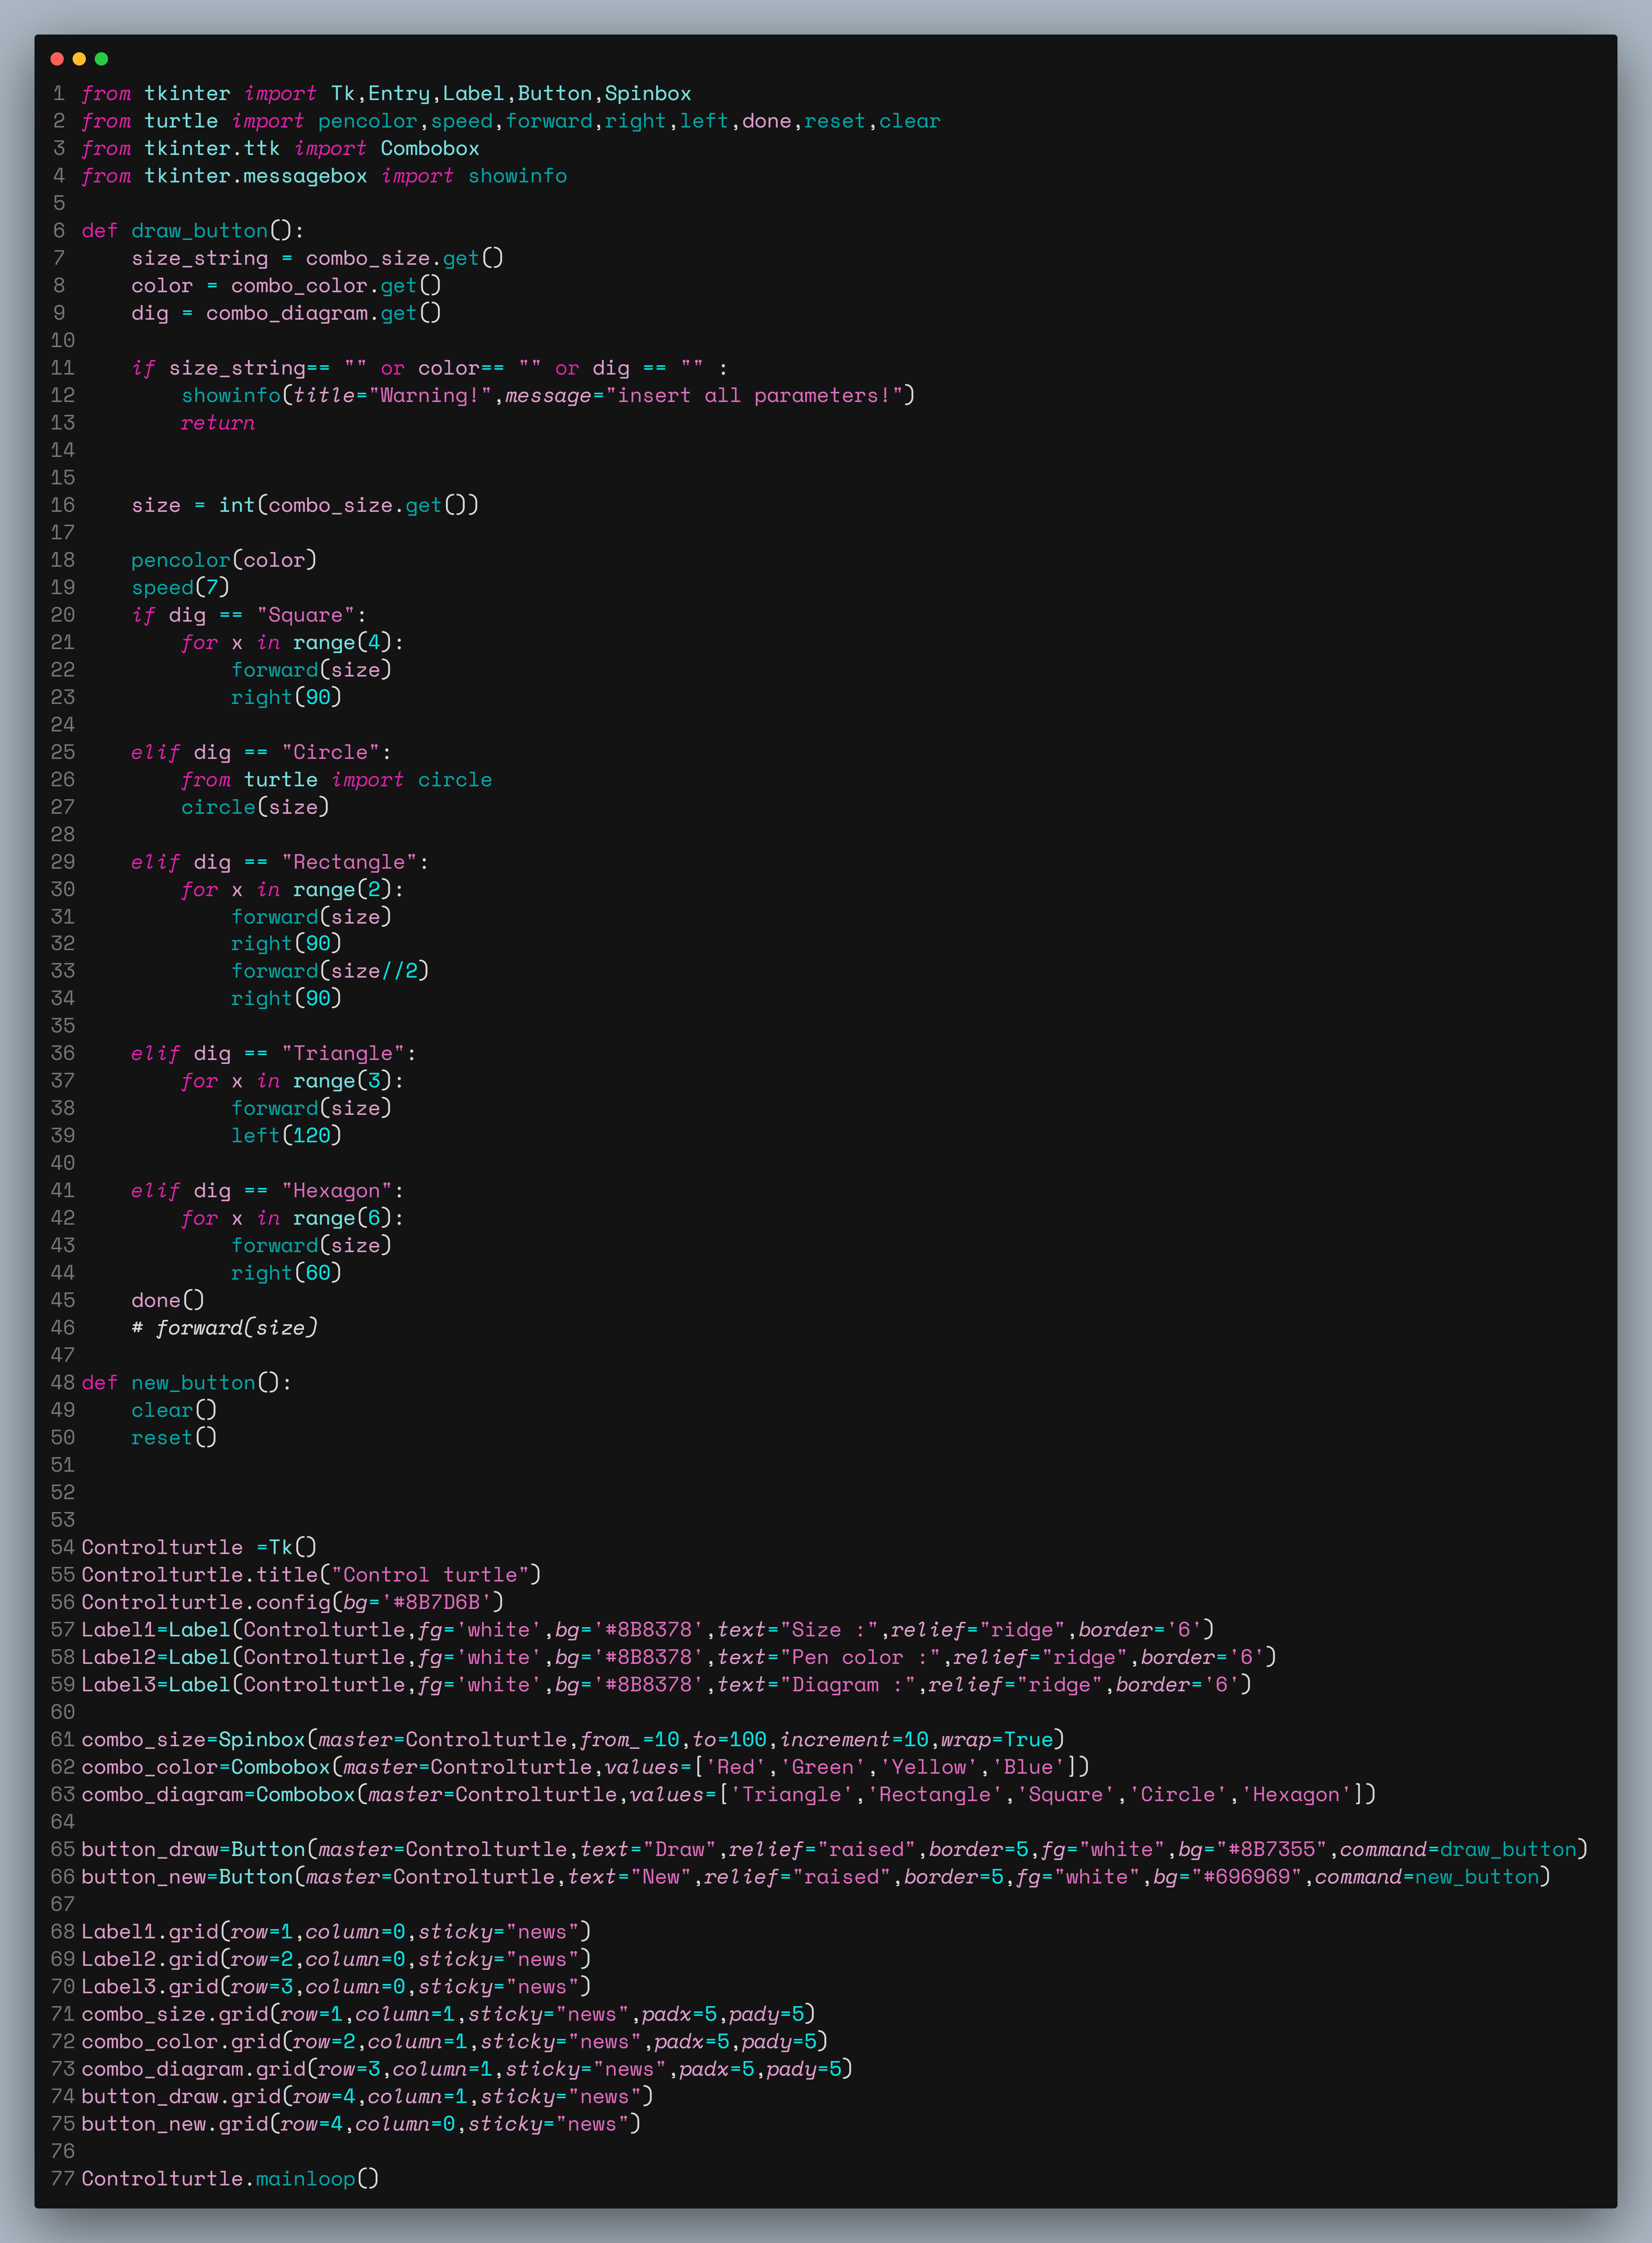 1 from tkinter import Tk,Entry,Label,Button,Spinbox
2 from turtle import pencolor,speed,forward,right,left,done,reset,clear
3 from tkinter.ttk import Combobox
4 from tkinter.messagebox import showinfo
5
6 def draw_button():
7     size_string = combo_size.get()
8     color = combo_color.get()
9     dig = combo_diagram.get()
10
11     if size_string== "" or color== "" or dig == "" :
12         showinfo(title="Warning!",message="insert all parameters!")
13         return
14
15
16     size = int(combo_size.get())
17
18     pencolor(color)
19     speed(7)
20     if dig == "Square":
21         for x in range(4):
22             forward(size)
23             right(90)
24
25     elif dig == "Circle":
26         from turtle import circle
27         circle(size)
28
29     elif dig == "Rectangle":
30         for x in range(2):
31             forward(size)
32             right(90)
33             forward(size//2)
34             right(90)
35
36     elif dig == "Triangle":
37         for x in range(3):
38             forward(size)
39             left(120)
40
41     elif dig == "Hexagon":
42         for x in range(6):
43             forward(size)
44             right(60)
45     done()
46     # forward(size)
47
48 def new_button():
49     clear()
50     reset()
51
52
53
54 Controlturtle =Tk()
55 Controlturtle.title("Control turtle")
56 Controlturtle.config(bg='#8B7D6B')
57 Label1=Label(Controlturtle,fg='white',bg='#8B8378',text="Size :",relief="ridge",border='6')
58 Label2=Label(Controlturtle,fg='white',bg='#8B8378',text="Pen color :",relief="ridge",border='6')
59 Label3=Label(Controlturtle,fg='white',bg='#8B8378',text="Diagram :",relief="ridge",border='6')
60
61 combo_size=Spinbox(master=Controlturtle,from_=10,to=100,increment=10,wrap=True)
62 combo_color=Combobox(master=Controlturtle,values=['Red','Green','Yellow','Blue'])
63 combo_diagram=Combobox(master=Controlturtle,values=['Triangle','Rectangle','Square','Circle','Hexagon'])
64
65 button_draw=Button(master=Controlturtle,text="Draw",relief="raised",border=5,fg="white",bg="#8B7355",command=draw_button)
66 button_new=Button(master=Controlturtle,text="New",relief="raised",border=5,fg="white",bg="#696969",command=new_button)
67
68 Label1.grid(row=1,column=0,sticky="news")
69 Label2.grid(row=2,column=0,sticky="news")
70 Label3.grid(row=3,column=0,sticky="news")
71 combo_size.grid(row=1,column=1,sticky="news",padx=5,pady=5)
72 combo_color.grid(row=2,column=1,sticky="news",padx=5,pady=5)
73 combo_diagram.grid(row=3,column=1,sticky="news",padx=5,pady=5)
74 button_draw.grid(row=4,column=1,sticky="news")
75 button_new.grid(row=4,column=0,sticky="news")
76
77 Controlturtle.mainloop()